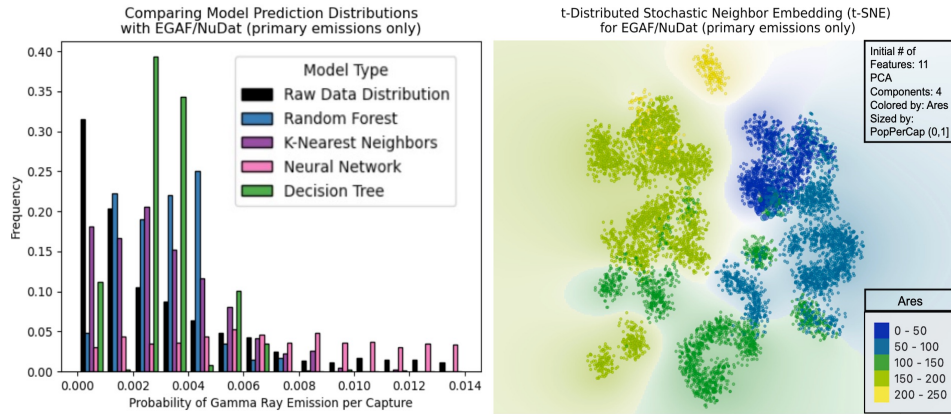 Comparing Model Prediction Distributions
with EGAF/NuDat (primary emissions only)
Frequency
0.40
0.35
0.30
0.25
0.20
0.15
0.10
0.05
0.00
Model Type
Raw Data Distribution
Random Forest
K-Nearest Neighbors
Neural Network
Decision Tree
0.000
0.002
0.004
0.006
0.008
0.010
0.012
0.014
Probability of Gamma Ray Emission per Capture
t-Distributed Stochastic Neighbor Embedding (t-SNE)
for EGAF/NuDat (primary emissions only)
Initial # of
Features: 11
PCA
Components: 4
Colored by: Ares
Sized by:
PopPerCap (0,1]
Ares
0 - 50
50 - 100
100 - 150
150 - 200
200 - 250